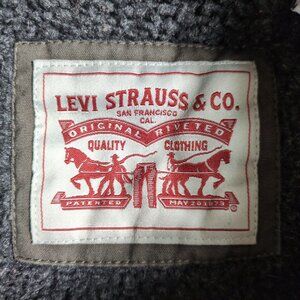 LEVI STRAUSS & CO.
SAN FRANCISCO
CAL.
ORIGINAL RIVETED
QUALITY CLOTHING
PATENTED MAY 20 1873
®